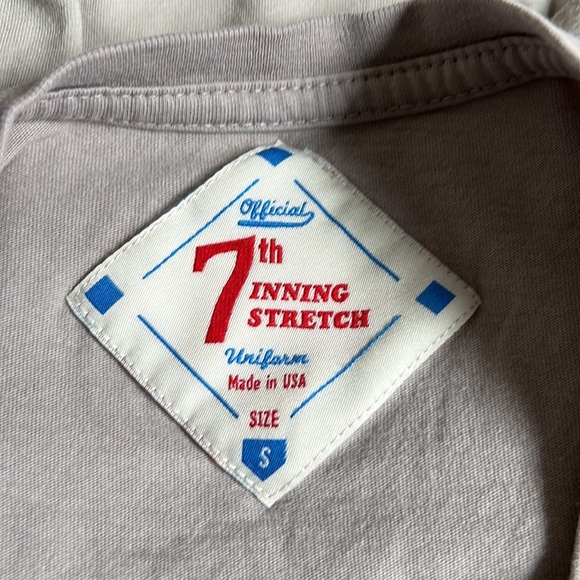 Official
7th
INNING
STRETCH
Uniform
Made in USA
SIZE
S